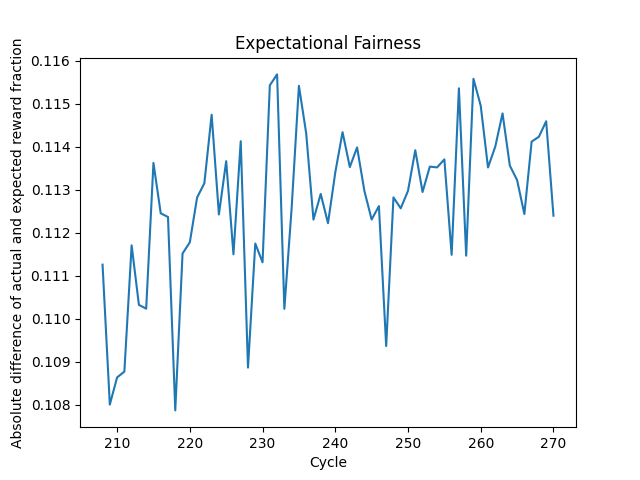 Expectational Fairness
Absolute difference of actual and expected reward fraction
0.116
0.115
0.114
0.113
0.112
0.111
0.110
0.109
0.108
210 220 230 240 250 260 270
Cycle